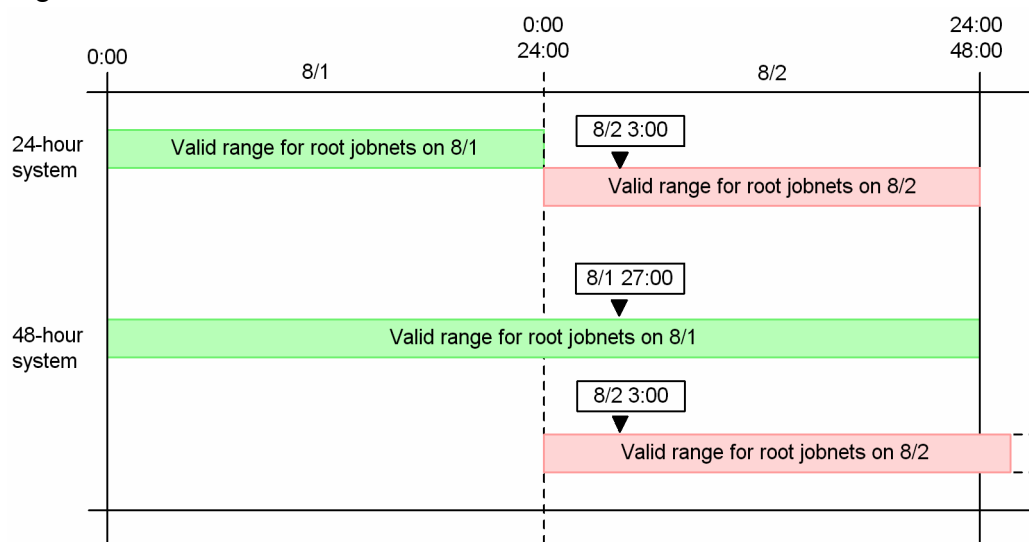 0:00
24:00
24:00
48:00
0:00
8/1
8/2
24-hour
system
Valid range for root jobnets on 8/1
8/2 3:00
Valid range for root jobnets on 8/2
8/1 27:00
48-hour
system
Valid range for root jobnets on 8/1
8/2 3:00
Valid range for root jobnets on 8/2